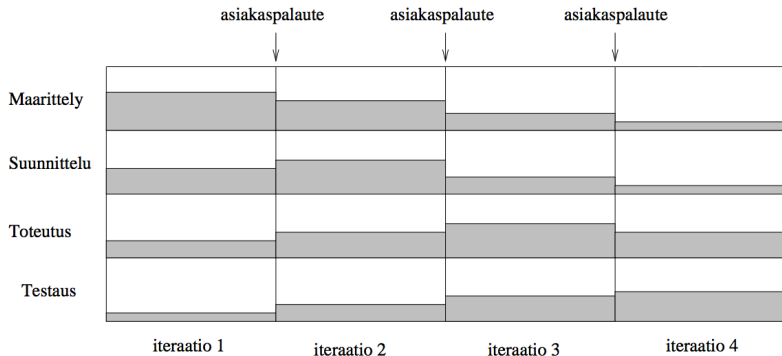 asiakaspalaute asiakaspalaute asiakaspalaute
Maarittely
Suunnittelu
Toteutus
Testaus
iteraatio 1 iteraatio 2 iteraatio 3 iteraatio 4